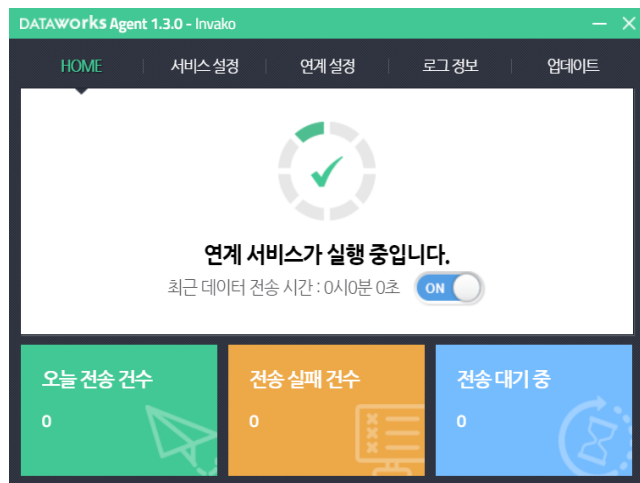 DATAWorks Agent 1.3.0 - Invako
HOME 서비스 설정 연계 설정 로그 정보 업데이트
연계 서비스가 실행 중입니다.
최근 데이터 전송 시간 : 0시0분 0초 ON
오늘 전송 건수 전송 실패 건수 전송 대기 중
0 0 0